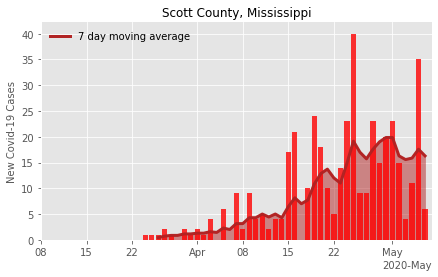 Scott County, Mississippi
7 day moving average
New Covid-19 Cases
40
35
30
25
20
15
10
5
0
08 15 22 Apr 08 15 22 May
2020-May